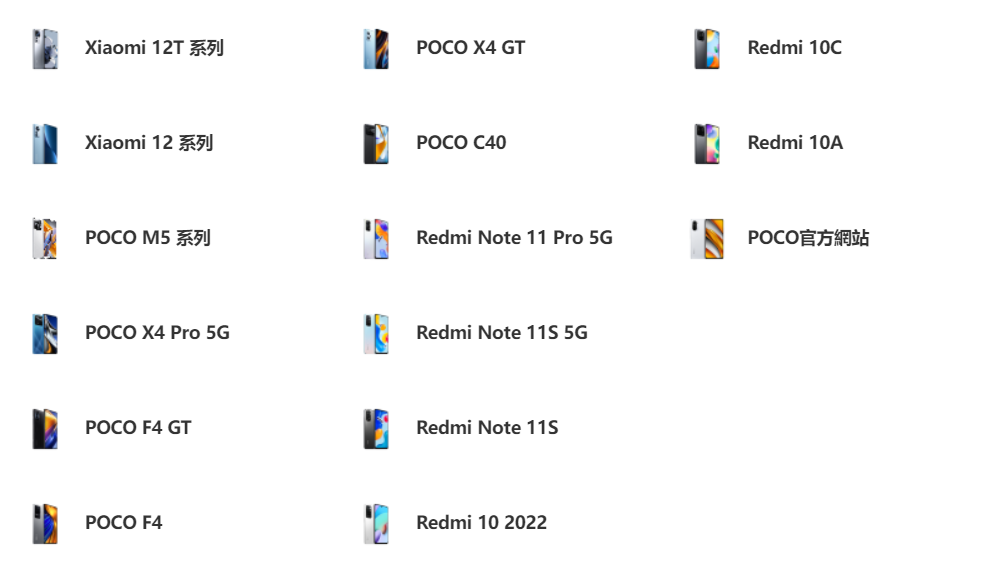 Xiaomi 12T 系列
Xiaomi 12 系列
POCO M5 系列
POCO X4 Pro 5G
POCO F4 GT
POCO F4
POCO X4 GT
POCO C40
Redmi Note 11 Pro 5G
Redmi Note 11S 5G
Redmi Note 11S
Redmi 10 2022
Redmi 10C
Redmi 10A
POCO官方網站